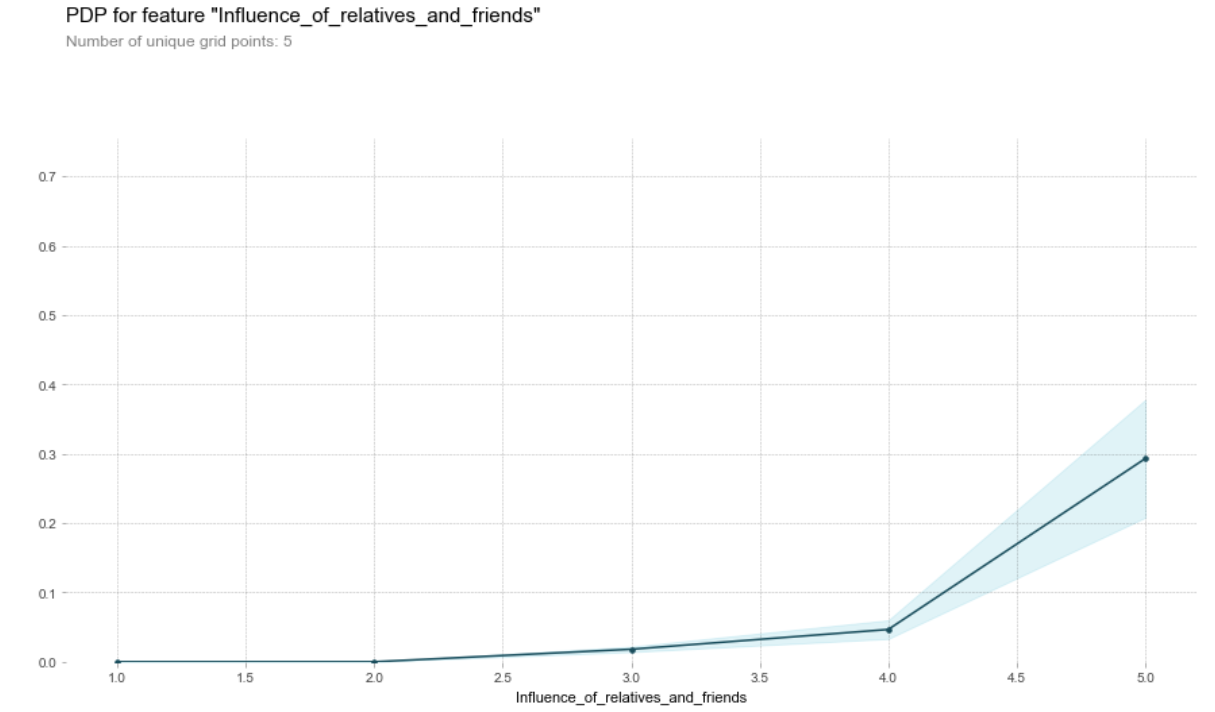 PDP for feature "Influence_of_relatives_and_friends"
Number of unique grid points: 5
0.7
0.6
0.5
0.4
0.3
0.2
0.1
0.0
1.0 1.5 2.0 2.5 3.0 3.5 4.0 4.5 5.0
Influence_of_relatives_and_friends